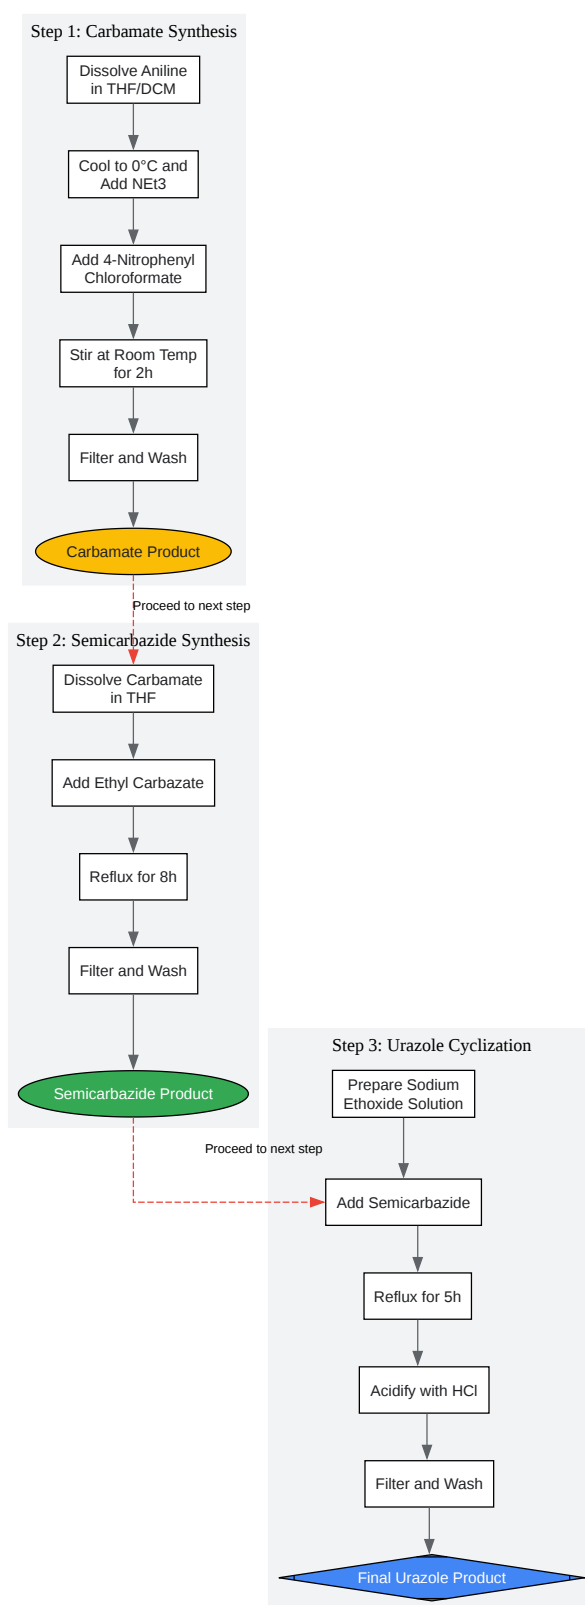 Step 1: Carbamate Synthesis
Dissolve Aniline
in THF/DCM
Cool to 0°C and
Add NEt3
Add 4-Nitrophenyl
Chloroformate
Stir at Room Temp
for 2h
Filter and Wash
Carbamate Product
Proceed to next step
Step 2: Semicarbazide Synthesis
Dissolve Carbamate
in THF
Add Ethyl Carbazate
Reflux for 8h
Filter and Wash
Semicarbazide Product
Proceed to next step
Step 3: Urazole Cyclization
Prepare Sodium
Ethoxide Solution
Add Semicarbazide
Reflux for 5h
Acidify with HCl
Filter and Wash
Final Urazole Product